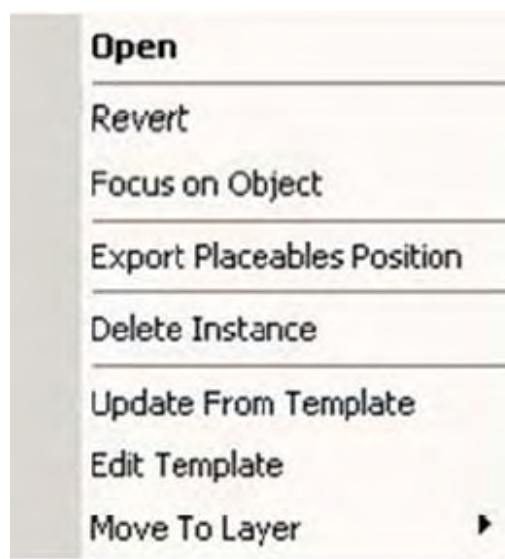 Open
Revert
Focus on Object
Export Placeables Position
Delete Instance
Update From Template
Edit Template
Move To Layer